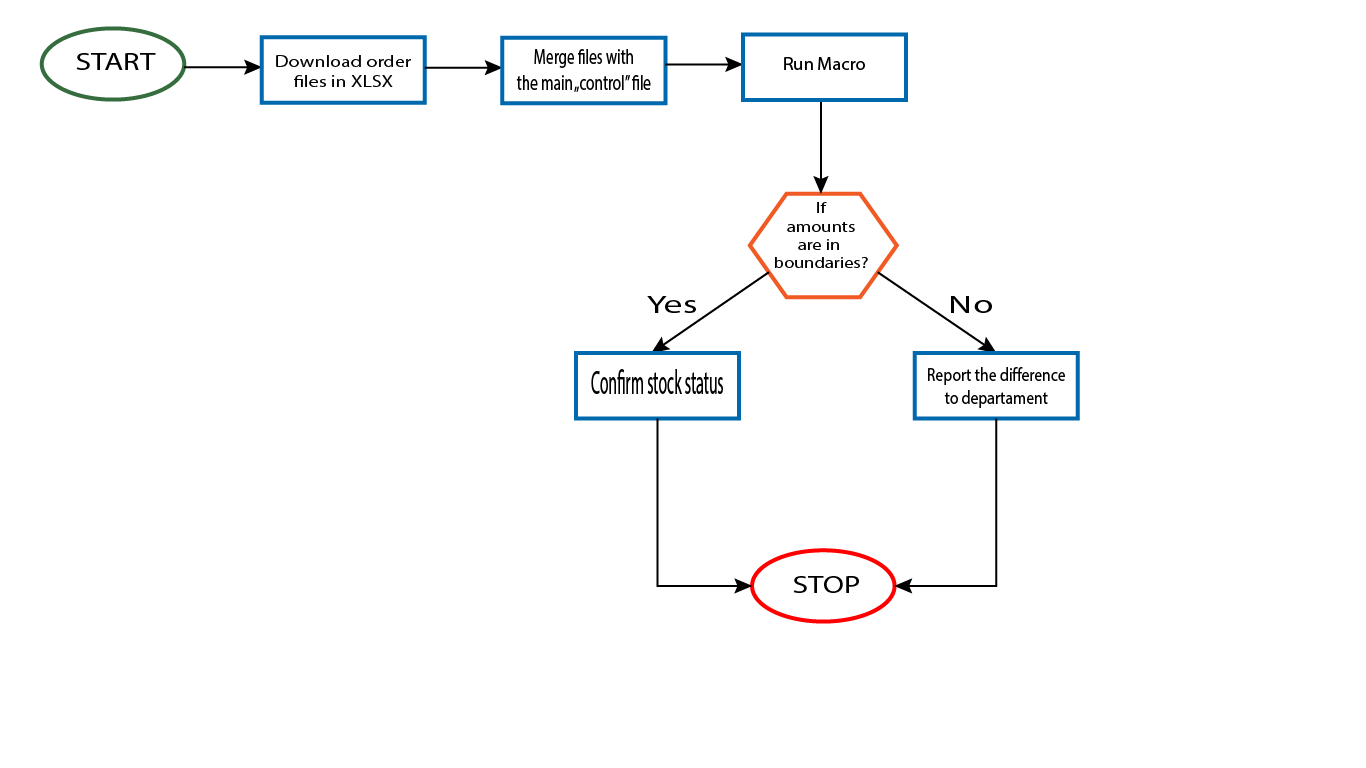 START
Download order
files in XLSX
Merge files with
the main „control” file
Run Macro
If
amounts
are in
boundaries?
Yes
No
Confirm stock status
Report the difference
to departament
STOP